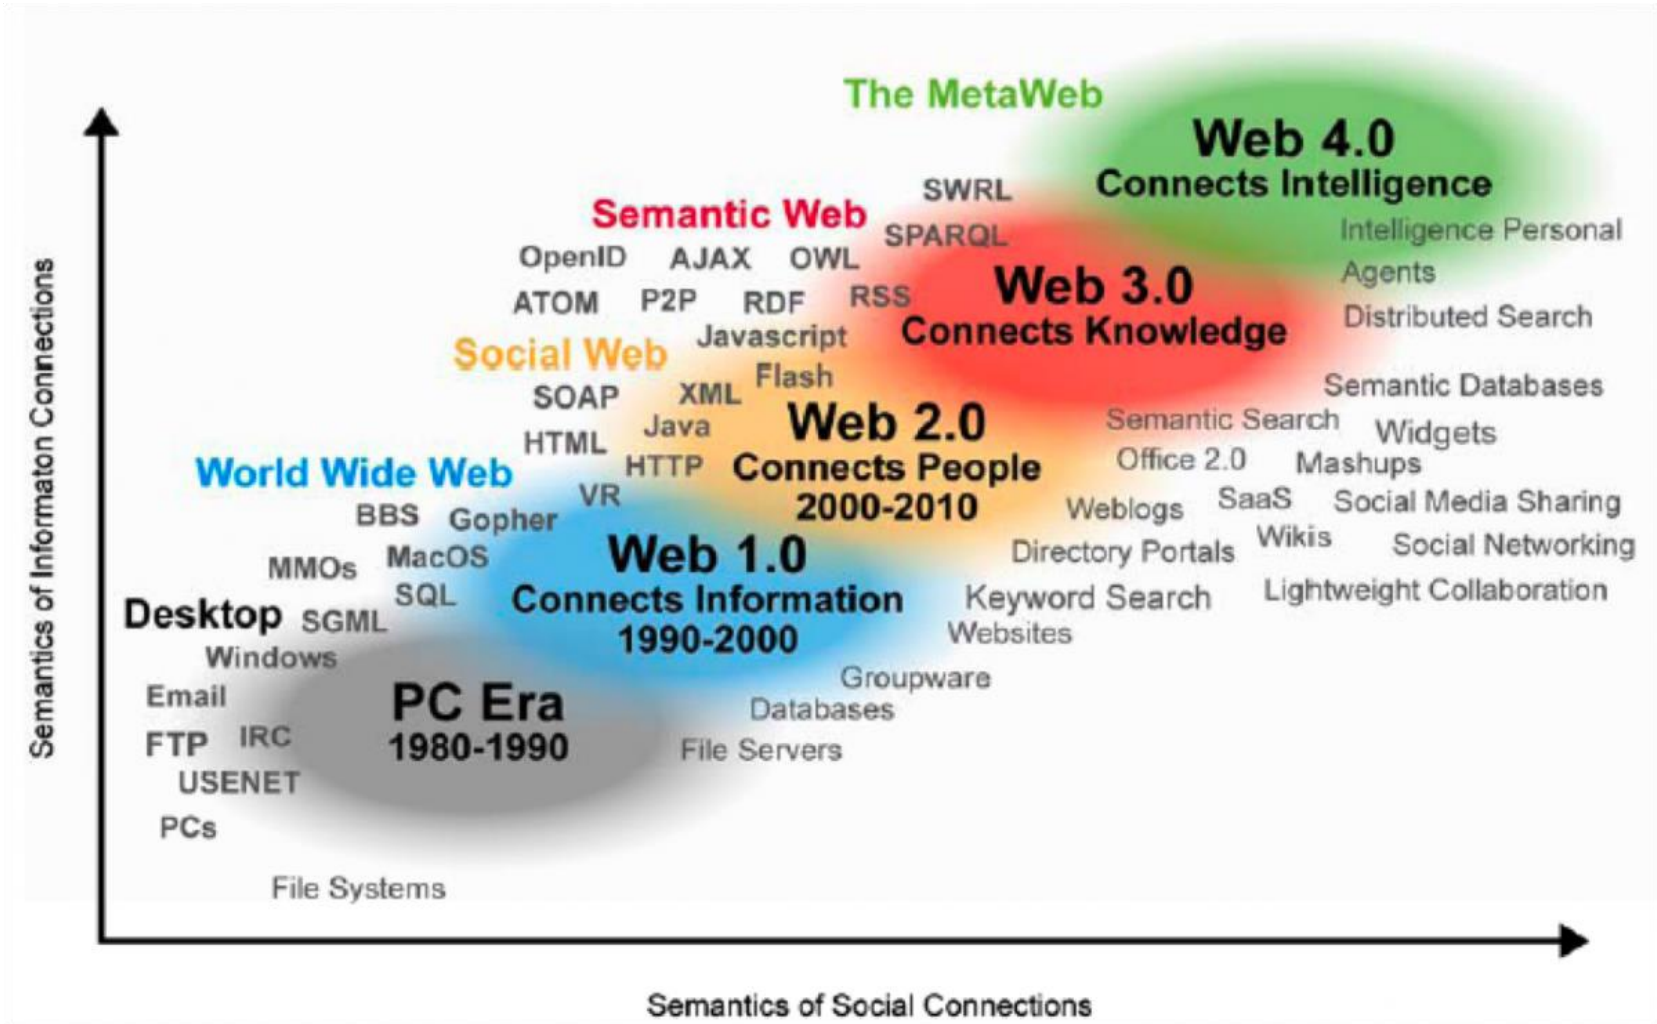 The MetaWeb
Web 4.0
Connects Intelligence
SWRL
Semantic Web
SPARQL
Intelligence Personal
Agents
OpenID AJAX OWL
Web 3.0
Connects Knowledge
ATOM P2P RDF RSS
Distributed Search
Javascript
Social Web
Flash
Semantic Databases
SOAP XML
Web 2.0
Connects People
2000-2010
Semantic Search
Widgets
Java
HTML
HTTP
Office 2.0 Mashups
World Wide Web
VR
Weblogs SaaS Social Media Sharing
BBS Gopher
Wikis
Directory Portals
Social Networking
Web 1.0
Connects Information
1990-2000
MMOs MacOS
SQL
Keyword Search
Lightweight Collaboration
Desktop SGML
Websites
Windows
Groupware
Email
PC Era
1980-1990
Databases
FTP IRC
File Servers
USENET
PCs
File Systems
Semantics of Informaton Connections
Semantics of Social Connections